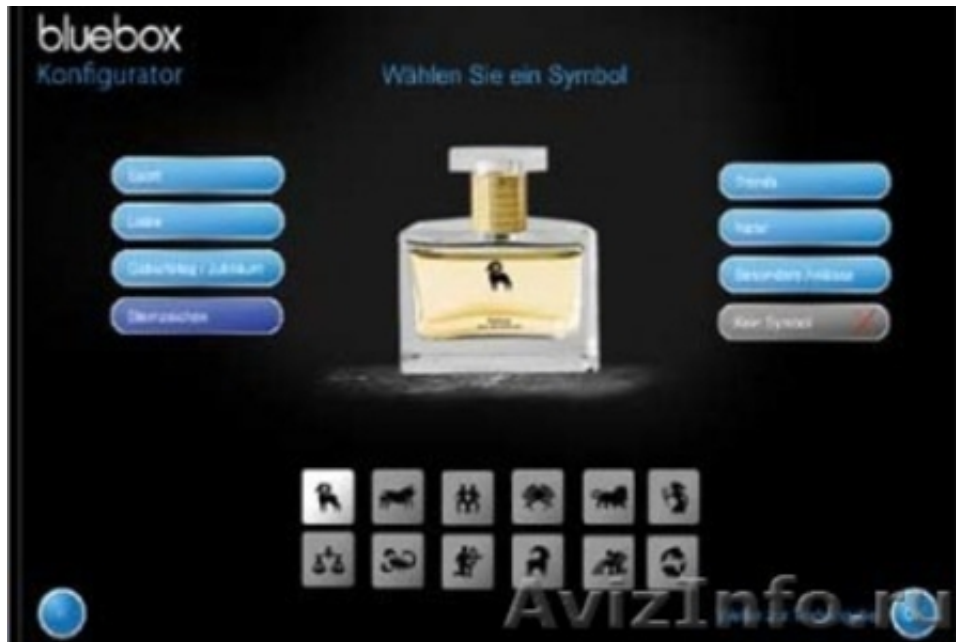 bluebox
Konfigurator
Wählen Sie ein Symbol
Sport
Liebe
Geburtstag / Jubiläum
Sternzeichen
Trends
Natur
Besondere Anlässe
Kein Symbol
AvizInfo.ru